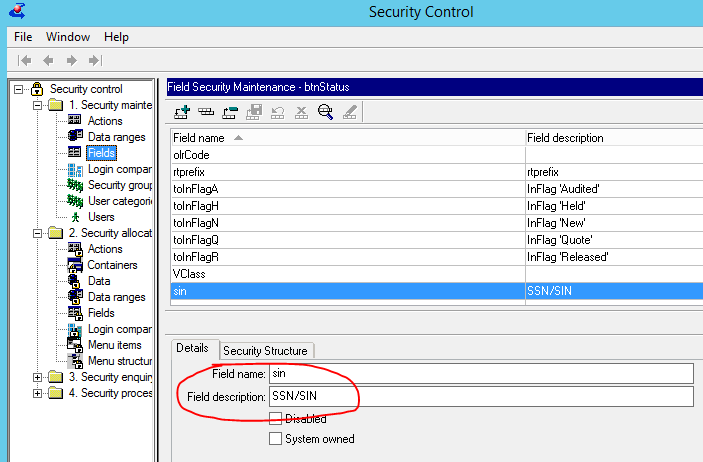 Security Control
File Window Help
Security control
1. Security mainte
Actions
Data ranges
Fields
Login compar
Security group
User categorie
Users
2. Security allocat
Actions
Containers
Data
Data ranges
Fields
Login compar
Menu items
Menu structur
3. Security enquiry
4. Security proces
Field Security Maintenance - btnStatus
Field name Field description
olrCode
rtprefix rtprefix
toInFlagA InFlag 'Audited'
toInFlagH InFlag 'Held'
toInFlagN InFlag 'New'
toInFlagQ InFlag 'Quote'
toInFlagR InFlag 'Released'
VClass
sin SSN/SIN
Details Security Structure
Field name: sin
Field description: SSN/SIN
Disabled
System owned